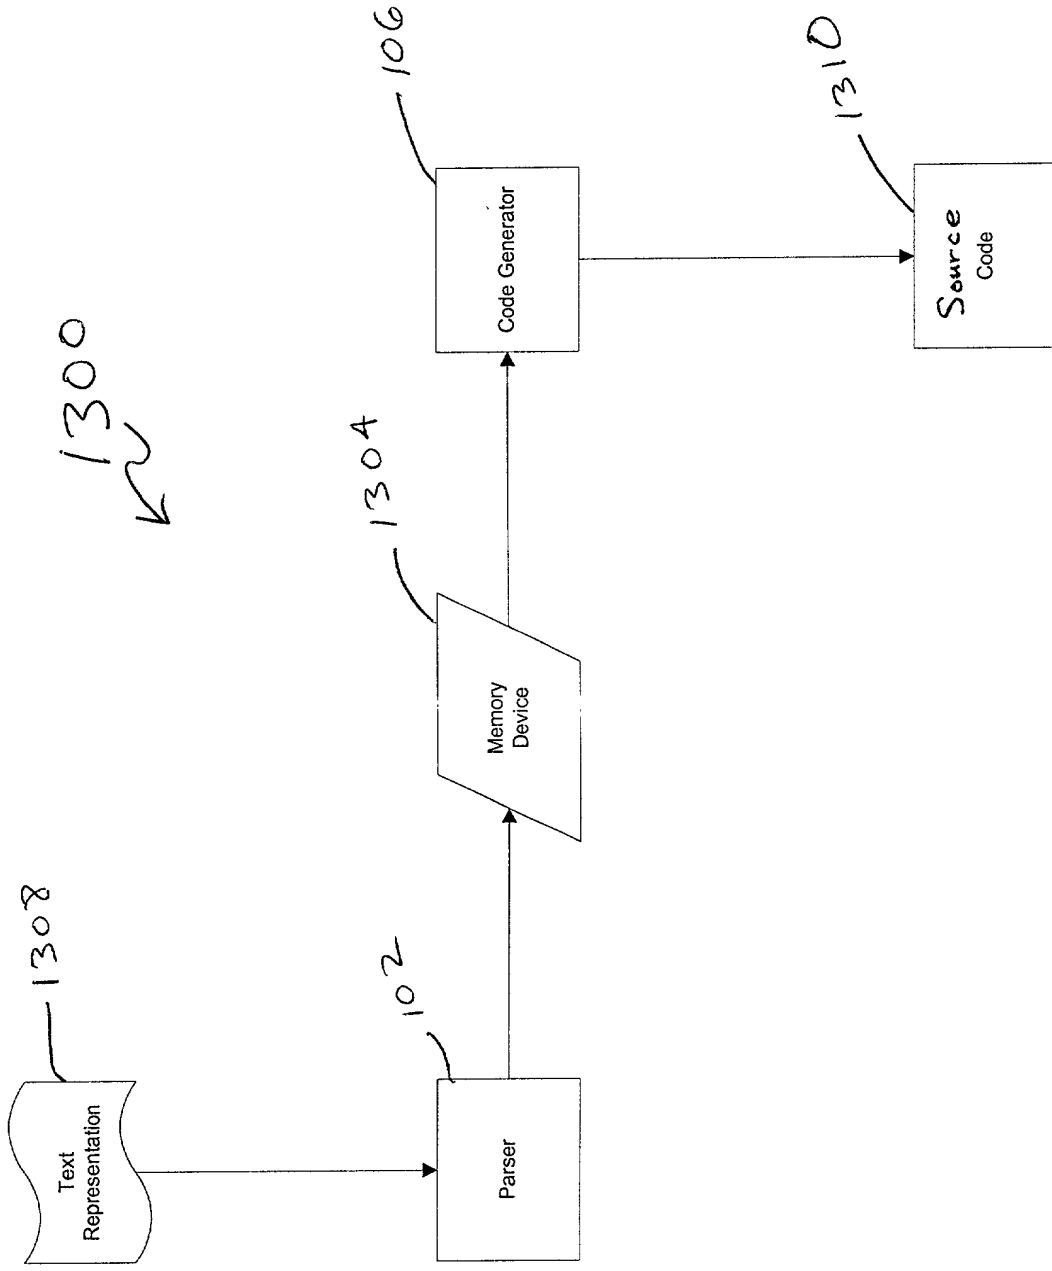 1308
Text
Representation
1300
102
1304
106
Parser
Memory
Device
Code Generator
1310
Source
Code